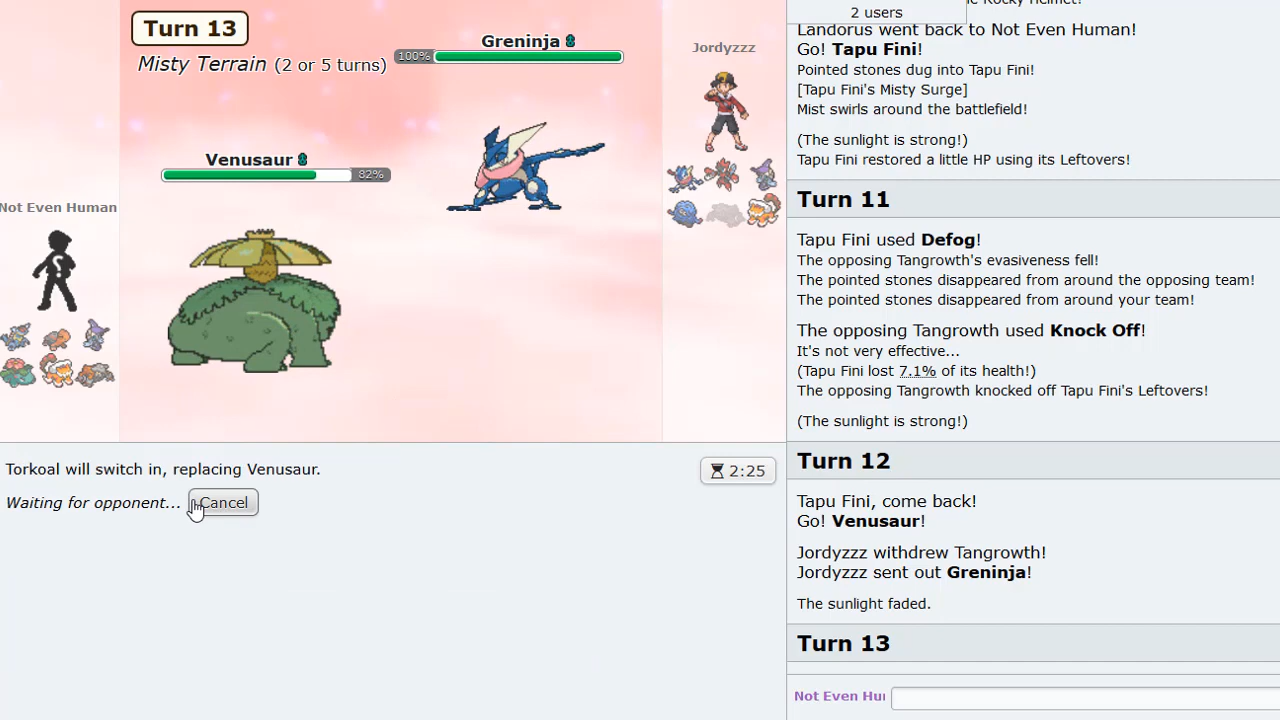 Turn 13
Misty Terrain (2 or 5 turns)
Greninja
100%
Venusaur
82%
Not Even Human
Jordyzzz
Torkoal will switch in, replacing Venusaur.
2:25
Waiting for opponent...
Cancel
2 users
Rocky Helmet!
Landorus went back to Not Even Human!
Go! Tapu Fini!
Pointed stones dug into Tapu Fini!
[Tapu Fini's Misty Surge]
Mist swirls around the battlefield!
(The sunlight is strong!)
Tapu Fini restored a little HP using its Leftovers!
Turn 11
Tapu Fini used Defog!
The opposing Tangrowth's evasiveness fell!
The pointed stones disappeared from around the opposing team!
The pointed stones disappeared from around your team!
The opposing Tangrowth used Knock Off!
It's not very effective...
(Tapu Fini lost 7.1% of its health!)
The opposing Tangrowth knocked off Tapu Fini's Leftovers!
(The sunlight is strong!)
Turn 12
Tapu Fini, come back!
Go! Venusaur!
Jordyzzz withdrew Tangrowth!
Jordyzzz sent out Greninja!
The sunlight faded.
Turn 13
Not Even Hu